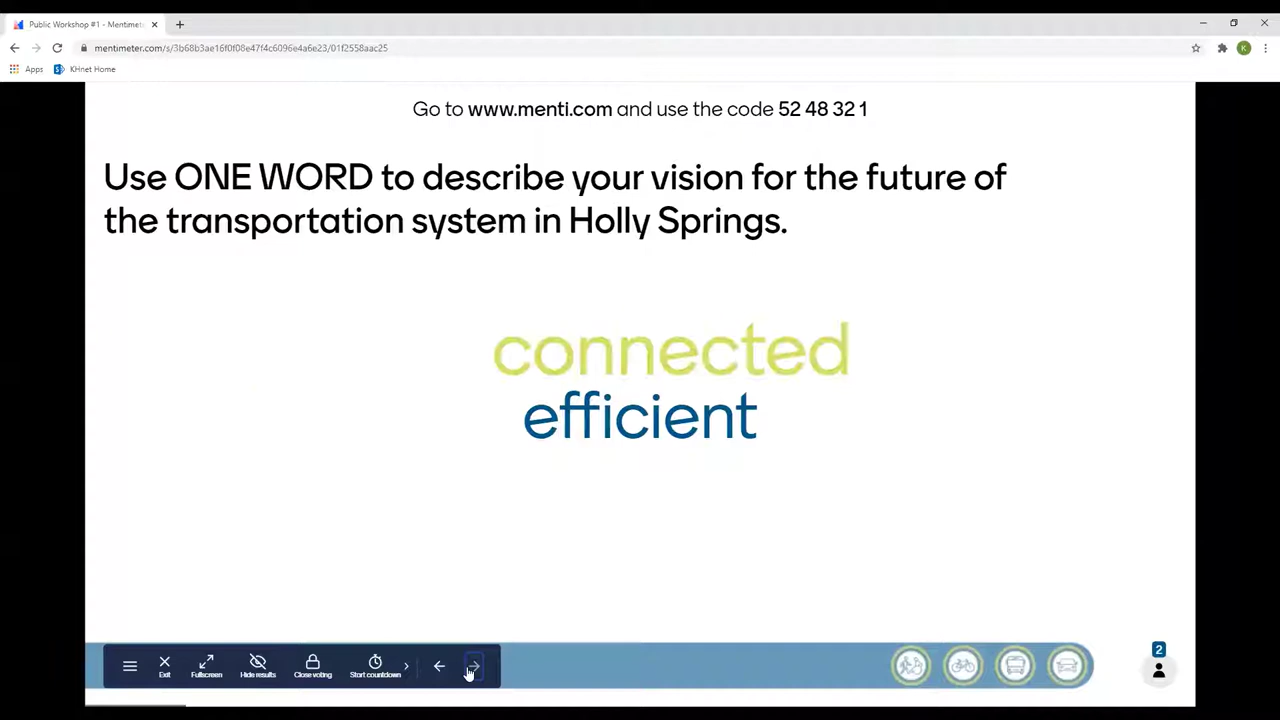 Public Workshop #1 - Mentimete
mentimeter.com/s/3b68b3ae16f0f08e47f4c6096e4a6e23/01f2558aac25
K
Apps
KHnet Home
Go to www.menti.com and use the code 52 48 32 1
Use ONE WORD to describe your vision for the future of
the transportation system in Holly Springs.
connected
efficient
2
Exit
Fullscreen
Hide results
Close voting
Start countdown